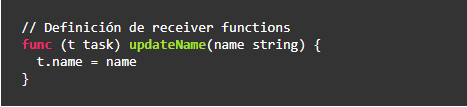 // Definición de receiver functions
func (t task) updateName(name string) {
  t.name = name
}